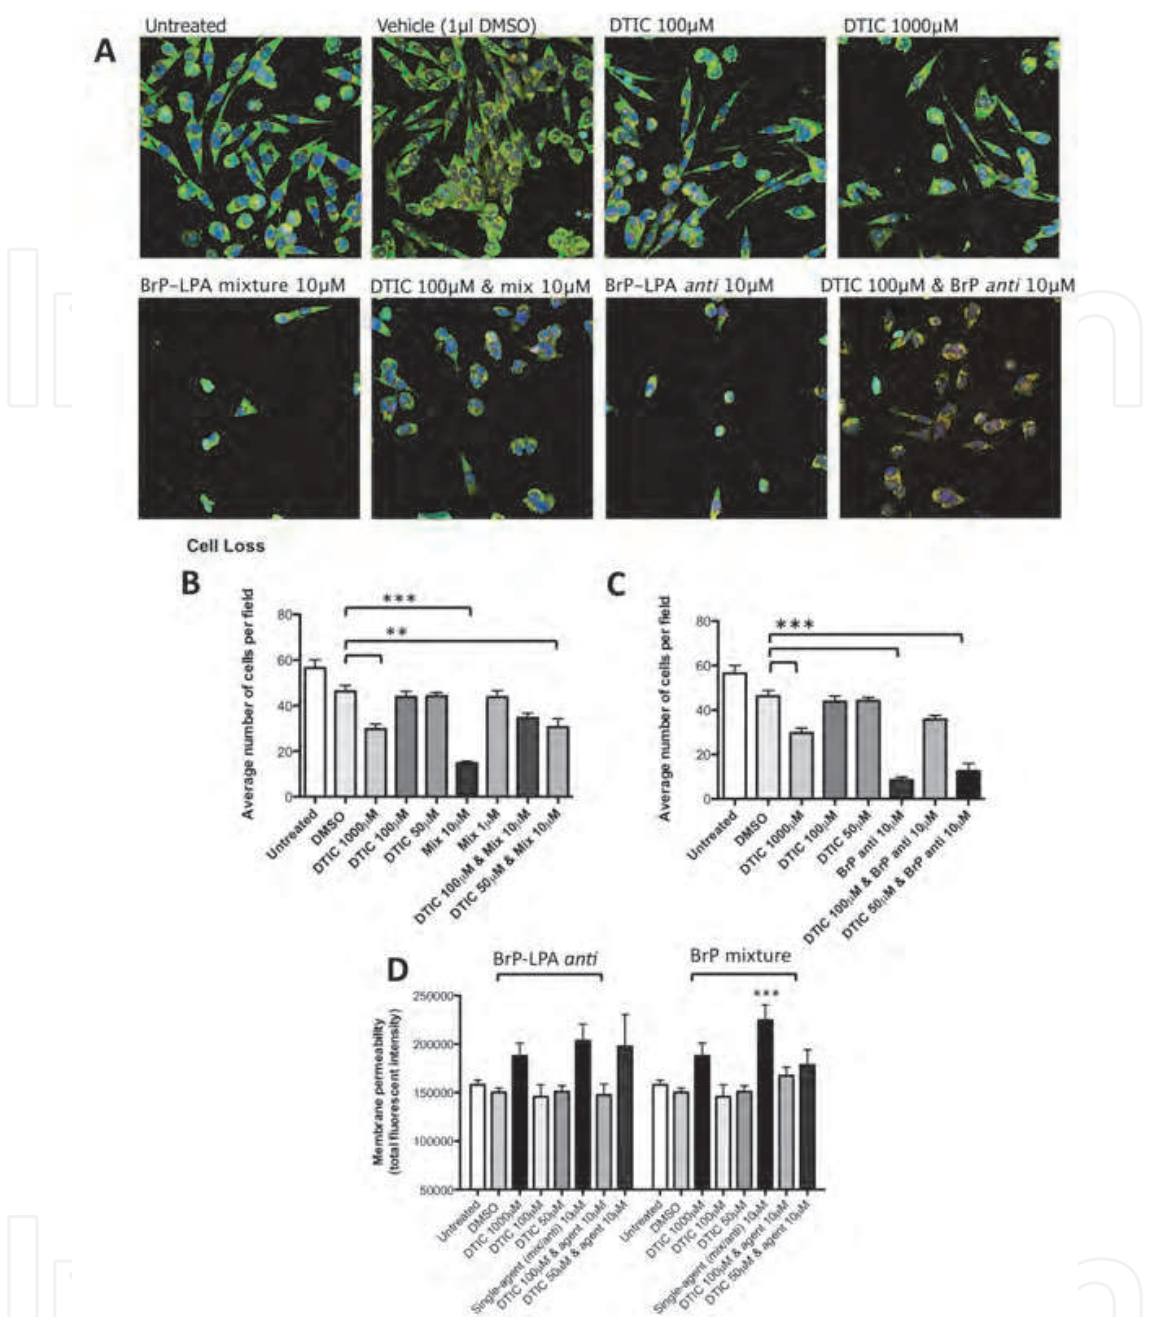 A
Untreated
Vehicle (1µl DMSO)
DTIC 100µM
DTIC 1000µM
BrP-LPA mixture 10µM
DTIC 100µM & mix 10µM
BrP-LPA anti 10µM
DTIC 100µM & BrP anti 10µM
Cell Loss
B
Average number of cells per field
80
60
40
20
0
***
**
Untreated
DMSO
DTIC 1000µM
DTIC 100µM
DTIC 50µM
Mix 10µM
Mix 1µM
DTIC 100µM & Mix 10µM
DTIC 50µM & Mix 10µM
C
Average number of cells per field
80
60
40
20
0
***
Untreated
DMSO
DTIC 1000µM
DTIC 100µM
DTIC 50µM
BrP anti 10µM
DTIC 100µM & BrP anti 10µM
DTIC 50µM & BrP anti 10µM
D
BrP-LPA anti
BrP mixture
***
Membrane permeability
(total fluorescent intensity)
250000
200000
150000
100000
50000
Untreated
DMSO
DTIC 1000µM
DTIC 100µM
DTIC 50µM
Single-agent (mix/anti) 10µM
DTIC 100µM & agent 10µM
DTIC 50µM & agent 10µM
Untreated
DMSO
DTIC 1000µM
DTIC 100µM
DTIC 50µM
Single-agent (mix/anti) 10µM
DTIC 100µM & agent 10µM
DTIC 50µM & agent 10µM